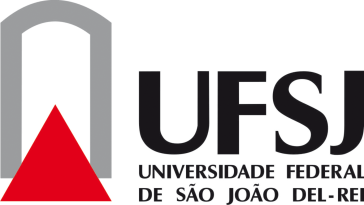 UFSJ
UNIVERSIDADE FEDERAL
DE SÃO JOÃO DEL-REI